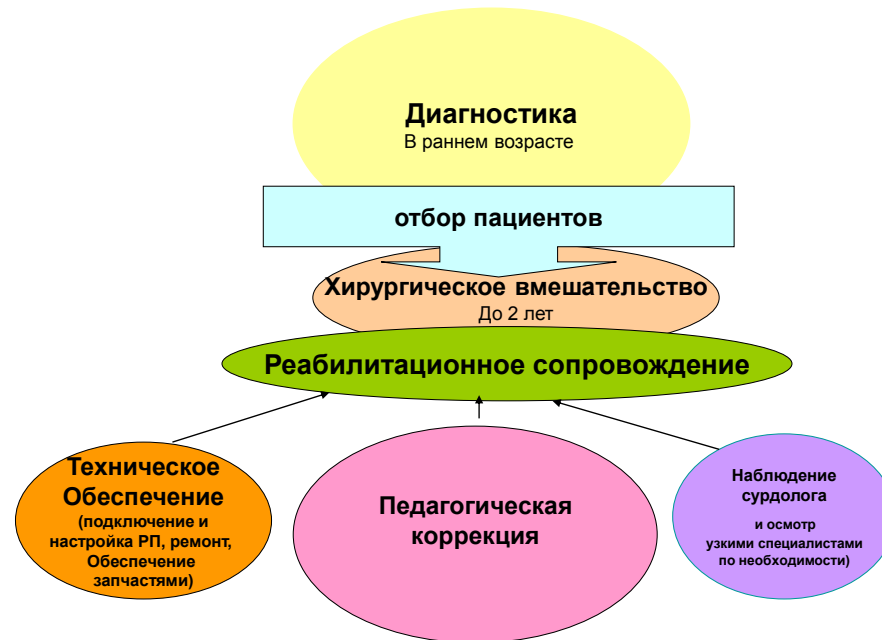 Диагностика
В раннем возрасте
отбор пациентов
Хирургическое вмешательство
До 2 лет
Реабилитационное сопровождение
Техническое
Обеспечение
(подключение и
настройка РП, ремонт,
Обеспечение
запчастями)
Педагогическая
коррекция
Наблюдение
сурдолога
и осмотр
узкими специалистами
по необходимости)